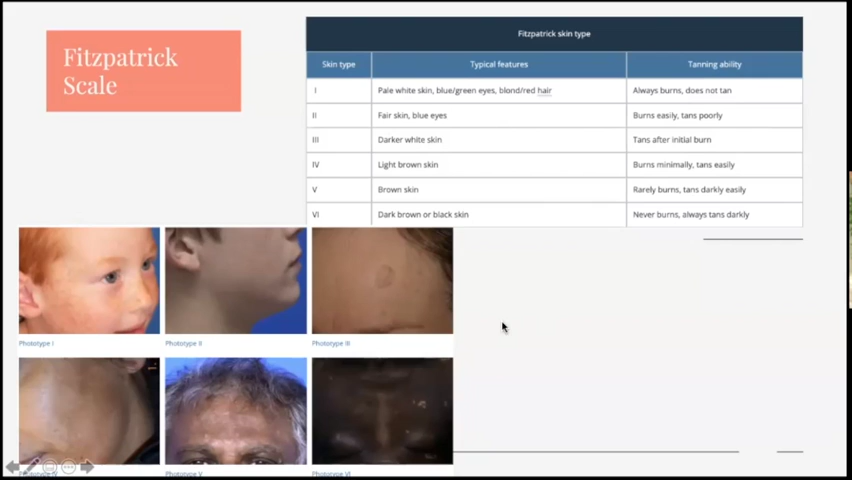 Fitzpatrick
Scale
Fitzpatrick skin type
Skin type Typical features Tanning ability
I Pale white skin, blue/green eyes, blond/red hair Always burns, does not tan
II Fair skin, blue eyes Burns easily, tans poorly
III Darker white skin Tans after initial burn
IV Light brown skin Burns minimally, tans easily
V Brown skin Rarely burns, tans darkly easily
VI Dark brown or black skin Never burns, always tans darkly
Phototype I Phototype II Phototype III
Phototype IV Phototype V Phototype VI